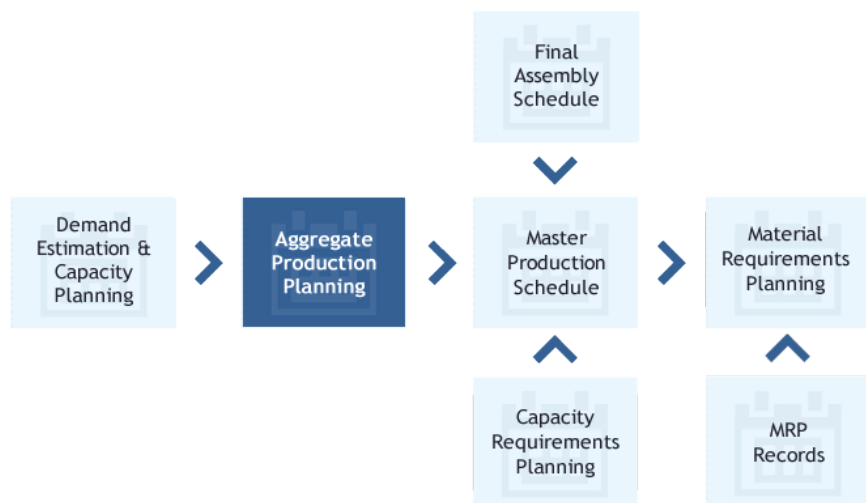 Final
Assembly
Schedule
Demand
Estimation &
Capacity
Planning
Aggregate
Production
Planning
Master
Production
Schedule
Material
Requirements
Planning
Capacity
Requirements
Planning
MRP
Records